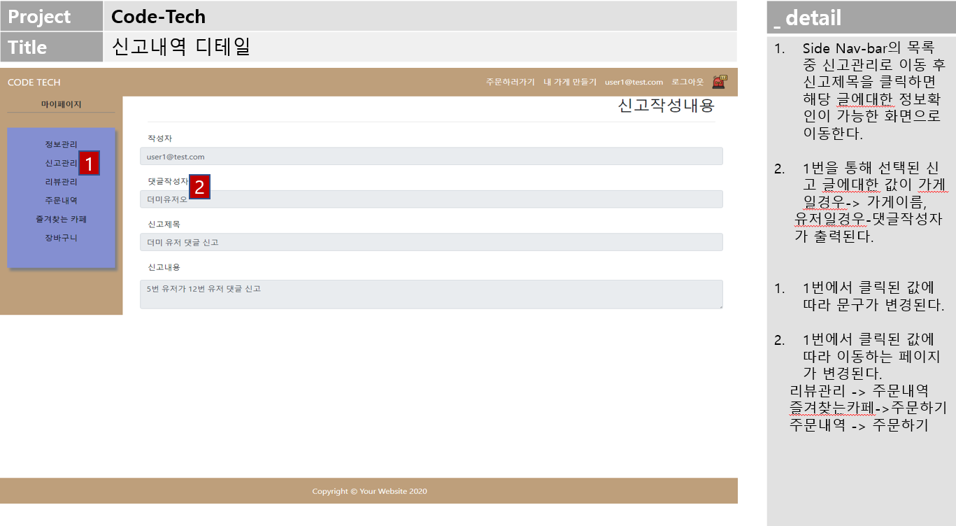 Project
Code-Tech
Title
신고내역 디테일
CODE TECH
주문하러가기 내 가게 만들기 user1@test.com 로그아웃
마이페이지
정보관리
신고관리
1
리뷰관리
주문내역
즐겨찾는 카페
장바구니
신고작성내용
작성자
user1@test.com
댓글작성자
2
더미유저오
신고제목
더미 유저 댓글 신고
신고내용
5번 유저가 12번 유저 댓글 신고
Copyright © Your Website 2020
_ detail
1. Side Nav-bar의 목록
중 신고관리로 이동 후
신고제목을 클릭하면
해당 글에대한 정보확
인이 가능한 화면으로
이동한다.
2. 1번을 통해 선택된 신
고 글에대한 값이 가게
일경우-> 가게이름,
유저일경우-댓글작성자
가 출력된다.
1. 1번에서 클릭된 값에
따라 문구가 변경된다.
2. 1번에서 클릭된 값에
따라 이동하는 페이지
가 변경된다.
리뷰관리 -> 주문내역
즐겨찾는카페->주문하기
주문내역 -> 주문하기